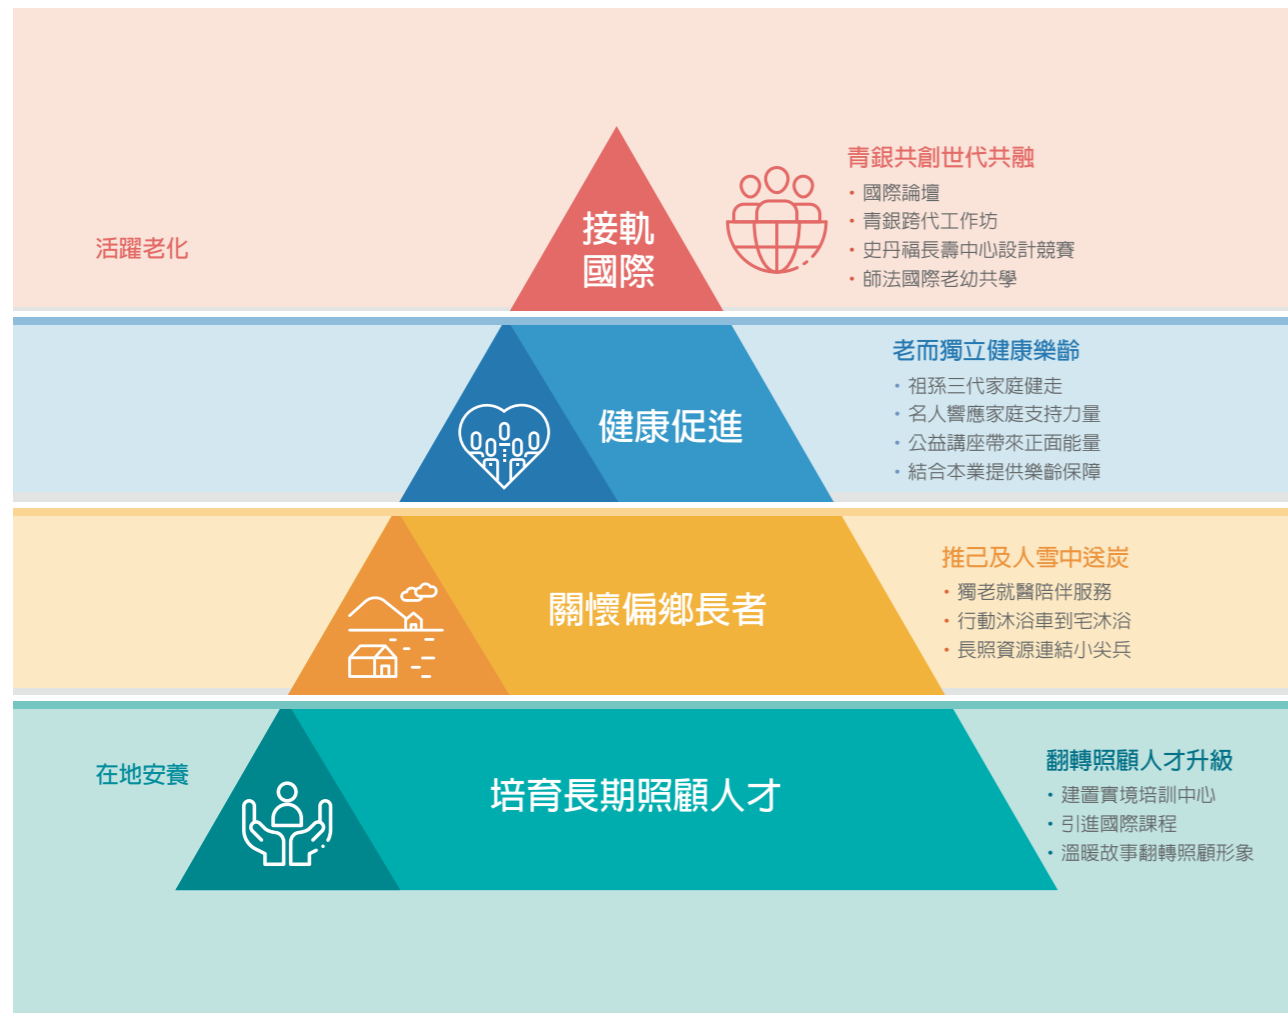 活躍老化
接軌
國際
青銀共創世代共融
・國際論壇
・青銀跨代工作坊
・史丹福長壽中心設計競賽
・師法國際老幼共學
健康促進
老而獨立健康樂齡
・祖孫三代家庭健走
・名人響應家庭支持力量
・公益講座帶來正面能量
・結合本業提供樂齡保障
關懷偏鄉長者
推己及人雪中送炭
・獨老就醫陪伴服務
・行動沐浴車到宅沐浴
・長照資源連結小尖兵
在地安養
培育長期照顧人才
翻轉照顧人才升級
・建置實境培訓中心
・引進國際課程
・溫暖故事翻轉照顧形象